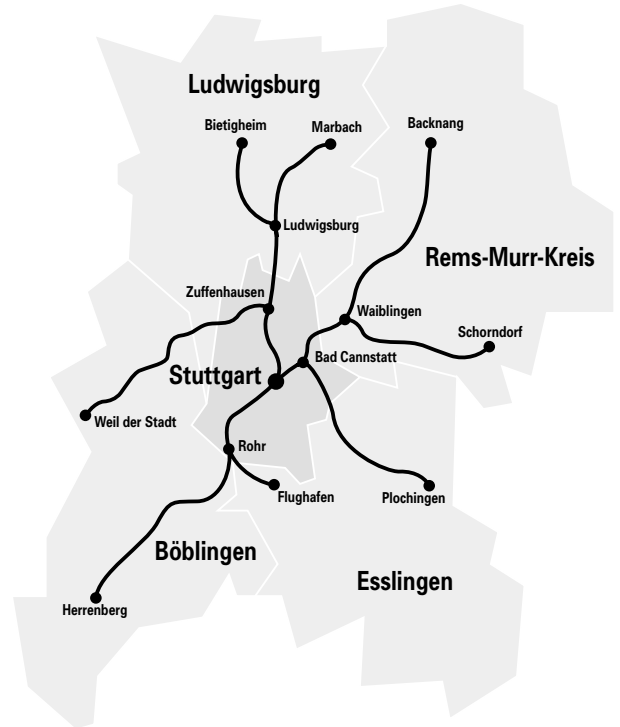 Ludwigsburg
Bietigheim
Marbach
Backnang
Ludwigsburg
Rems-Murr-Kreis
Zuffenhausen
Waiblingen
Schorndorf
Bad Cannstatt
Stuttgart
Weil der Stadt
Rohr
Flughafen
Plochingen
Böblingen
Esslingen
Herrenberg